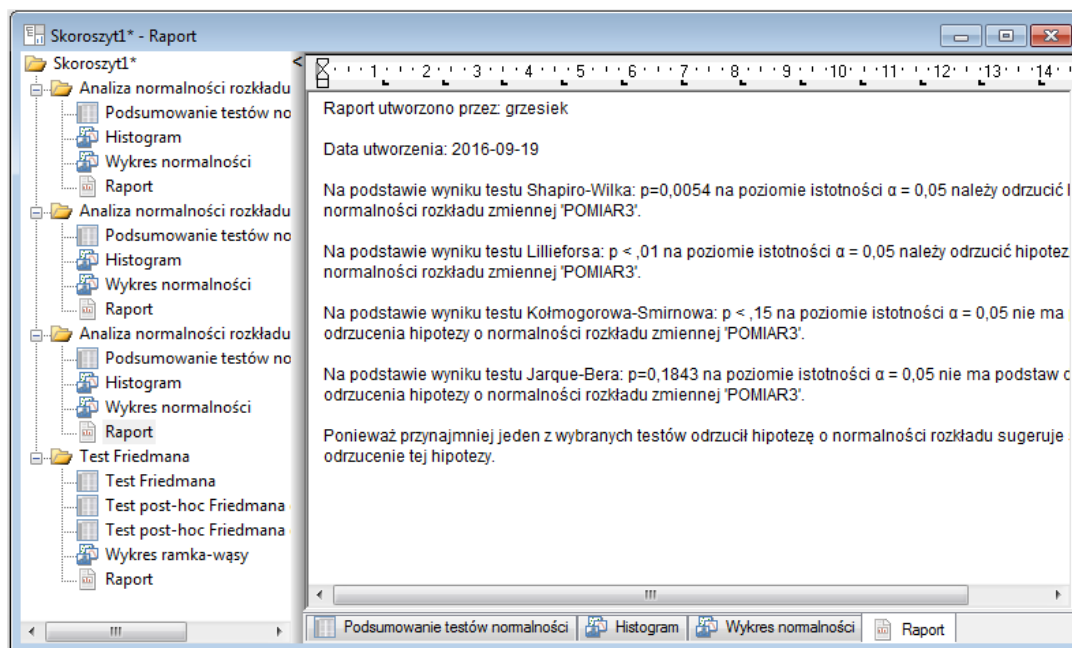 Skoroszyt1* - Raport
Skoroszyt1*
Analiza normalności rozkładu
Podsumowanie testów no
Histogram
Wykres normalności
Raport
Analiza normalności rozkładu
Podsumowanie testów no
Histogram
Wykres normalności
Raport
Analiza normalności rozkładu
Podsumowanie testów no
Histogram
Wykres normalności
Raport
Test Friedmana
Test Friedmana
Test post-hoc Friedmana
Test post-hoc Friedmana
Wykres ramka-wąsy
Raport
1 2 3 4 5 6 7 8 9 10 11 12 13 14
Raport utworzono przez: grzesiek
Data utworzenia: 2016-09-19
Na podstawie wyniku testu Shapiro-Wilka: p=0,0054 na poziomie istotności α = 0,05 należy odrzucić
normalności rozkładu zmiennej 'POMIAR3'.
Na podstawie wyniku testu Lillieforsa: p < ,01 na poziomie istotności α = 0,05 należy odrzucić hipotez
normalności rozkładu zmiennej 'POMIAR3'.
Na podstawie wyniku testu Kołmogorowa-Smirnowa: p < ,15 na poziomie istotności α = 0,05 nie ma
odrzucenia hipotezy o normalności rozkładu zmiennej 'POMIAR3'.
Na podstawie wyniku testu Jarque-Bera: p=0,1843 na poziomie istotności α = 0,05 nie ma podstaw
odrzucenia hipotezy o normalności rozkładu zmiennej 'POMIAR3'.
Ponieważ przynajmniej jeden z wybranych testów odrzucił hipotezę o normalności rozkładu sugeruje
odrzucenie tej hipotezy.
Podsumowanie testów normalności Histogram Wykres normalności Raport